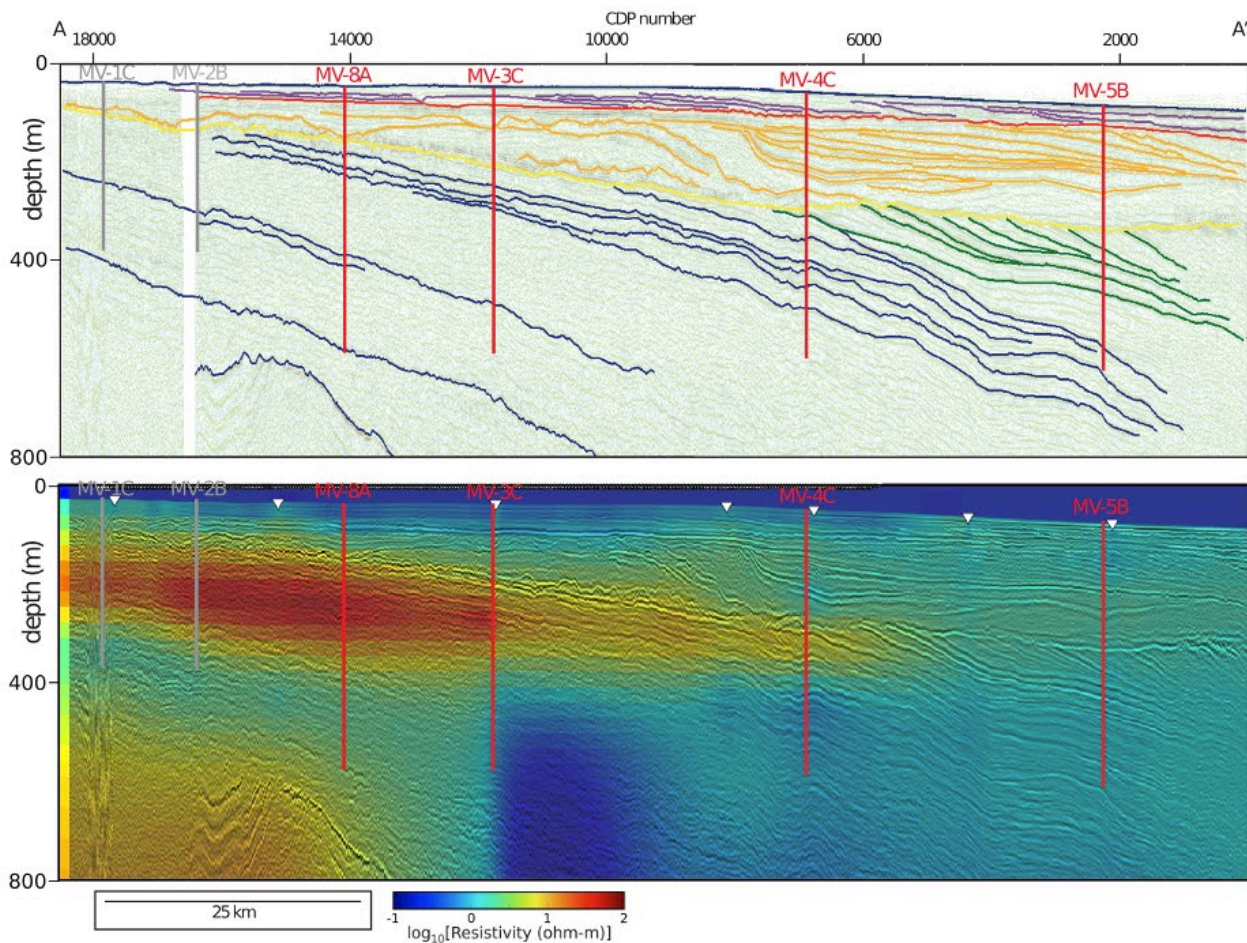 CDP number
A 18000 14000 10000 6000 2000 A'
0
MV-1C MV-2B MV-8A MV-3C MV-4C MV-5B
depth (m)
400
800
0
MV-1C MV-2B MV-8A MV-3C MV-4C MV-5B
depth (m)
400
800
25 km
-1 0 1 2
log10[Resistivity (ohm-m)]